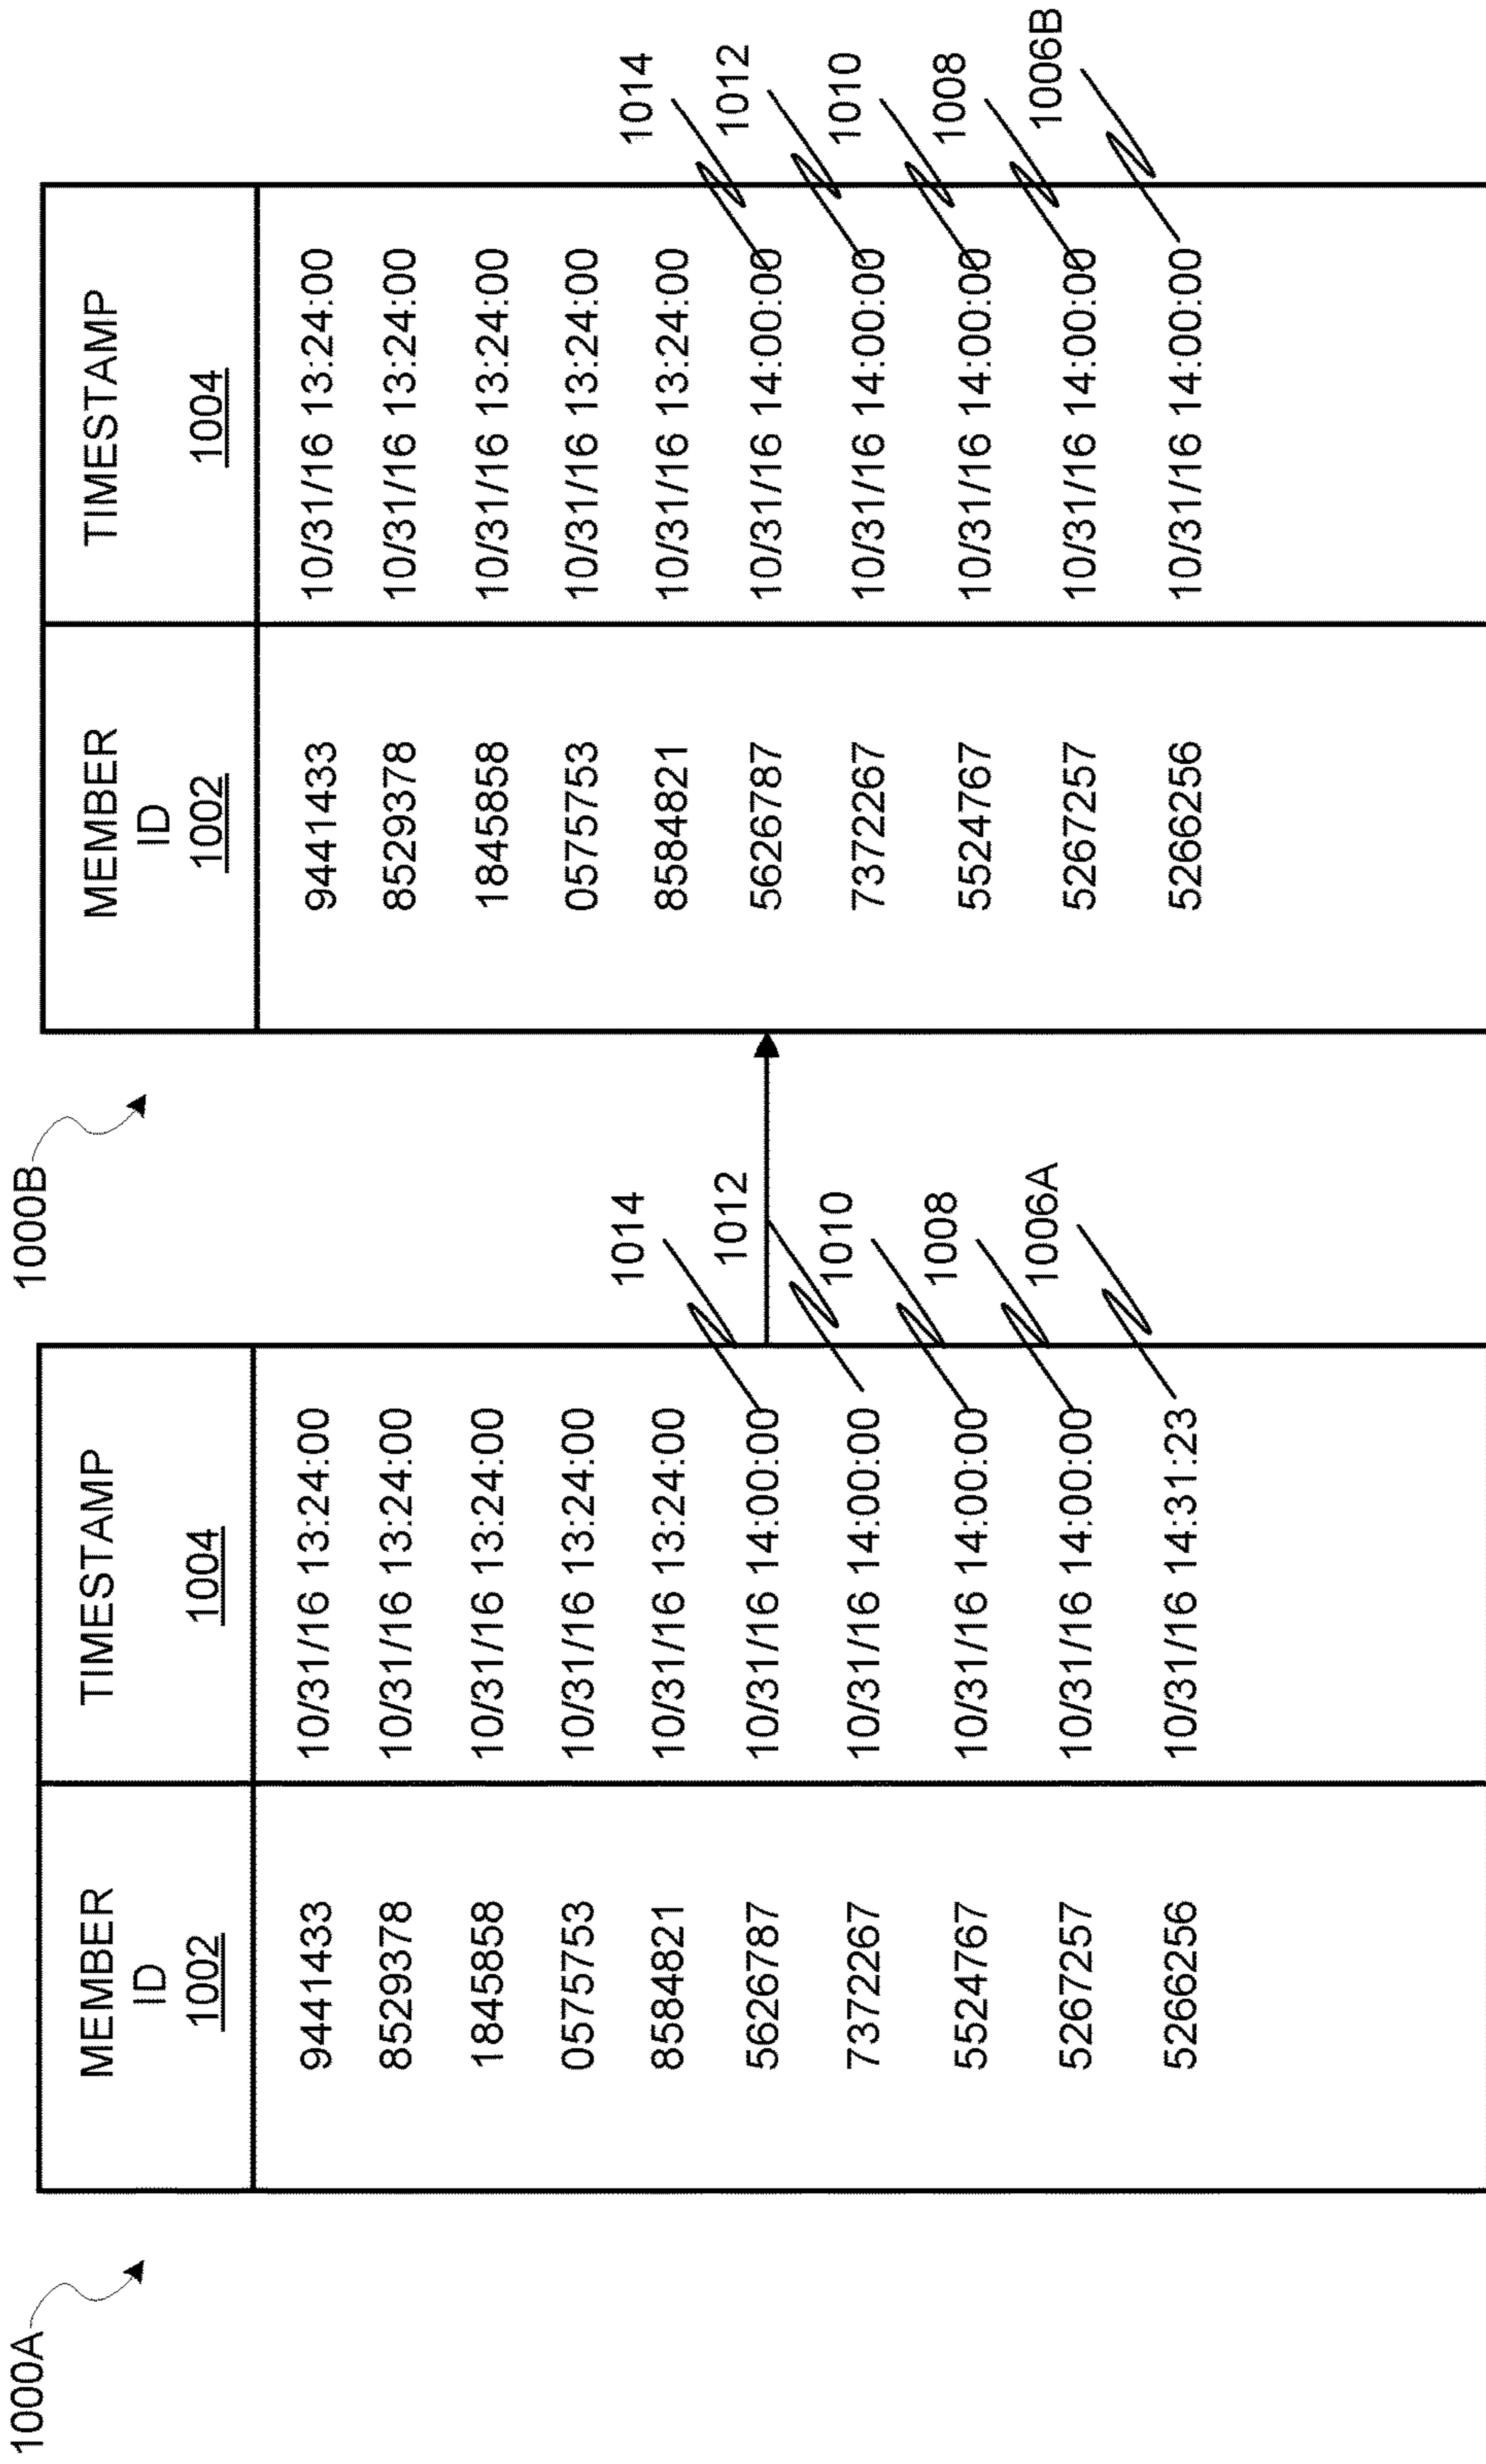 1000A
MEMBER
ID
1002
TIMESTAMP
1004
9441433 10/31/16 13:24:00
8529378 10/31/16 13:24:00
1845858 10/31/16 13:24:00
0575753 10/31/16 13:24:00
8584821 10/31/16 13:24:00
5626787 10/31/16 14:00:00
7372267 10/31/16 14:00:00
5524767 10/31/16 14:00:00
5267257 10/31/16 14:00:00
5266256 10/31/16 14:31:23
1014
1012
1010
1008
1006A
1000B
MEMBER
ID
1002
TIMESTAMP
1004
9441433 10/31/16 13:24:00
8529378 10/31/16 13:24:00
1845858 10/31/16 13:24:00
0575753 10/31/16 13:24:00
8584821 10/31/16 13:24:00
5626787 10/31/16 14:00:00
7372267 10/31/16 14:00:00
5524767 10/31/16 14:00:00
5267257 10/31/16 14:00:00
5266256 10/31/16 14:00:00
1014
1012
1010
1008
1006B